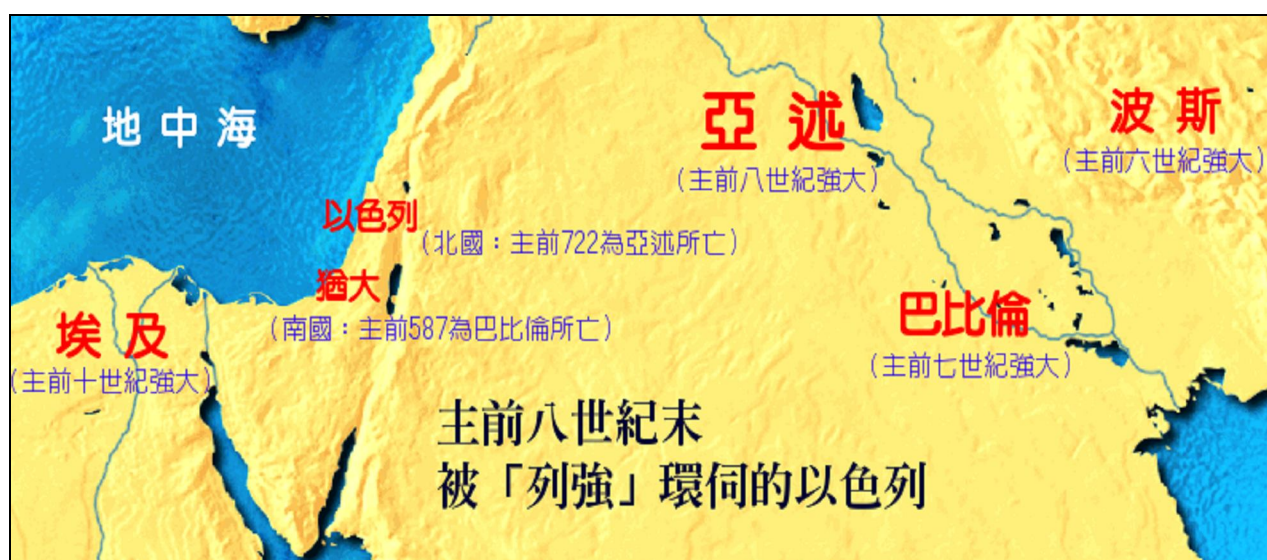 地中海
亞述
(主前八世紀強大)
波斯
(主前六世紀強大)
以色列
(北國：主前722為亞述所亡)
猶大
(南國：主前587為巴比倫所亡)
埃及
(主前十世紀強大)
巴比倫
(主前七世紀強大)
主前八世紀末
被「列強」環伺的以色列